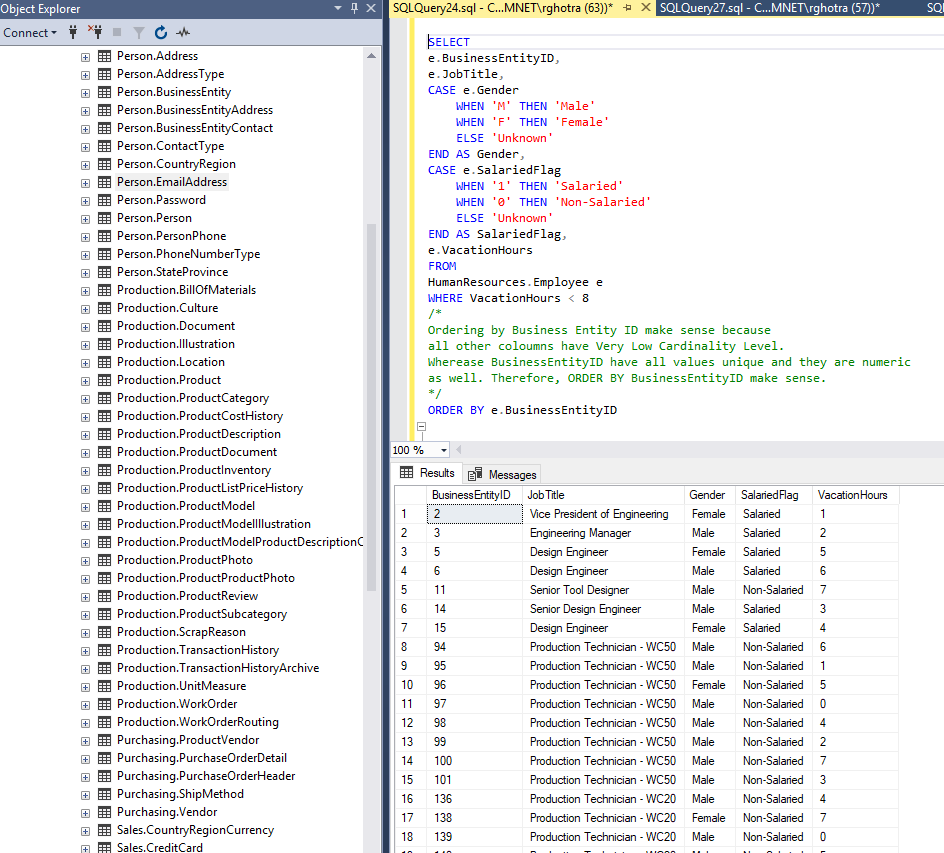 Object Explorer
Connect
Person.Address
Person.AddressType
Person.BusinessEntity
Person.BusinessEntityAddress
Person.BusinessEntityContact
Person.ContactType
Person.CountryRegion
Person.EmailAddress
Person.Password
Person.Person
Person.PersonPhone
Person.PhoneNumberType
Person.StateProvince
Production.BillOfMaterials
Production.Culture
Production.Document
Production.Illustration
Production.Location
Production.Product
Production.ProductCategory
Production.ProductCostHistory
Production.ProductDescription
Production.ProductDocument
Production.ProductInventory
Production.ProductListPriceHistory
Production.ProductModel
Production.ProductModelIllustration
Production.ProductModelProductDescriptionC
Production.ProductPhoto
Production.ProductProductPhoto
Production.ProductReview
Production.ProductSubcategory
Production.ScrapReason
Production.TransactionHistory
Production.TransactionHistoryArchive
Production.UnitMeasure
Production.WorkOrder
Production.WorkOrderRouting
Purchasing.ProductVendor
Purchasing.PurchaseOrderDetail
Purchasing.PurchaseOrderHeader
Purchasing.ShipMethod
Purchasing.Vendor
Sales.CountryRegionCurrency
Sales.CreditCard
SQLQuery24.sql - C...MNET\rghotra (63))* SQLQuery27.sql - C...MNET\rghotra (57))* SQ
SELECT
e.BusinessEntityID,
e.JobTitle,
CASE e.Gender
WHEN 'M' THEN 'Male'
WHEN 'F' THEN 'Female'
ELSE 'Unknown'
END AS Gender,
CASE e.SalariedFlag
WHEN '1' THEN 'Salaried'
WHEN '0' THEN 'Non-Salaried'
ELSE 'Unknown'
END AS SalariedFlag,
e.VacationHours
FROM
HumanResources.Employee e
WHERE VacationHours < 8
/*
Ordering by Business Entity ID make sense because
all other coloumns have Very Low Cardinality Level.
Wherease BusinessEntityID have all values unique and they are numeric
as well. Therefore, ORDER BY BusinessEntityID make sense.
*/
ORDER BY e.BusinessEntityID
100 %
Results Messages
BusinessEntityID JobTitle Gender SalariedFlag VacationHours
1 2 Vice President of Engineering Female Salaried 1
2 3 Engineering Manager Male Salaried 2
3 5 Design Engineer Female Salaried 5
4 6 Design Engineer Male Salaried 6
5 11 Senior Tool Designer Male Non-Salaried 7
6 14 Senior Design Engineer Male Salaried 3
7 15 Design Engineer Female Salaried 4
8 94 Production Technician - WC50 Male Non-Salaried 6
9 95 Production Technician - WC50 Male Non-Salaried 1
10 96 Production Technician - WC50 Female Non-Salaried 5
11 97 Production Technician - WC50 Male Non-Salaried 0
12 98 Production Technician - WC50 Male Non-Salaried 4
13 99 Production Technician - WC50 Male Non-Salaried 2
14 100 Production Technician - WC50 Male Non-Salaried 7
15 101 Production Technician - WC50 Male Non-Salaried 3
16 136 Production Technician - WC20 Male Non-Salaried 4
17 138 Production Technician - WC20 Female Non-Salaried 7
18 139 Production Technician - WC20 Male Non-Salaried 0